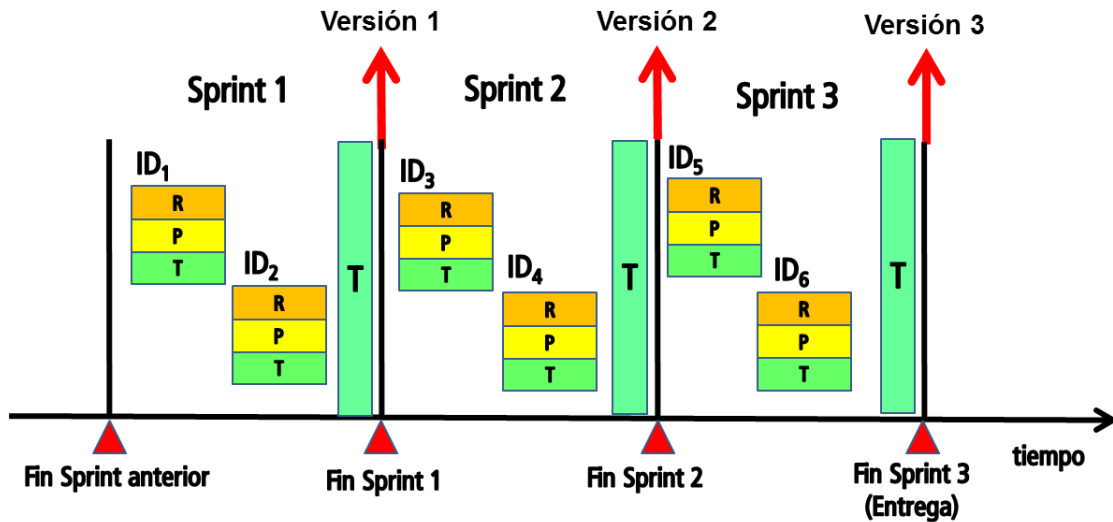 Versión 1
Versión 2
Versión 3
Sprint 1
Sprint 2
Sprint 3
ID₁
R
P
T
ID₂
R
P
T
T
ID₃
R
P
T
ID₄
R
P
T
T
ID₅
R
P
T
ID₆
R
P
T
T
Fin Sprint anterior
Fin Sprint 1
Fin Sprint 2
Fin Sprint 3
(Entrega)
tiempo